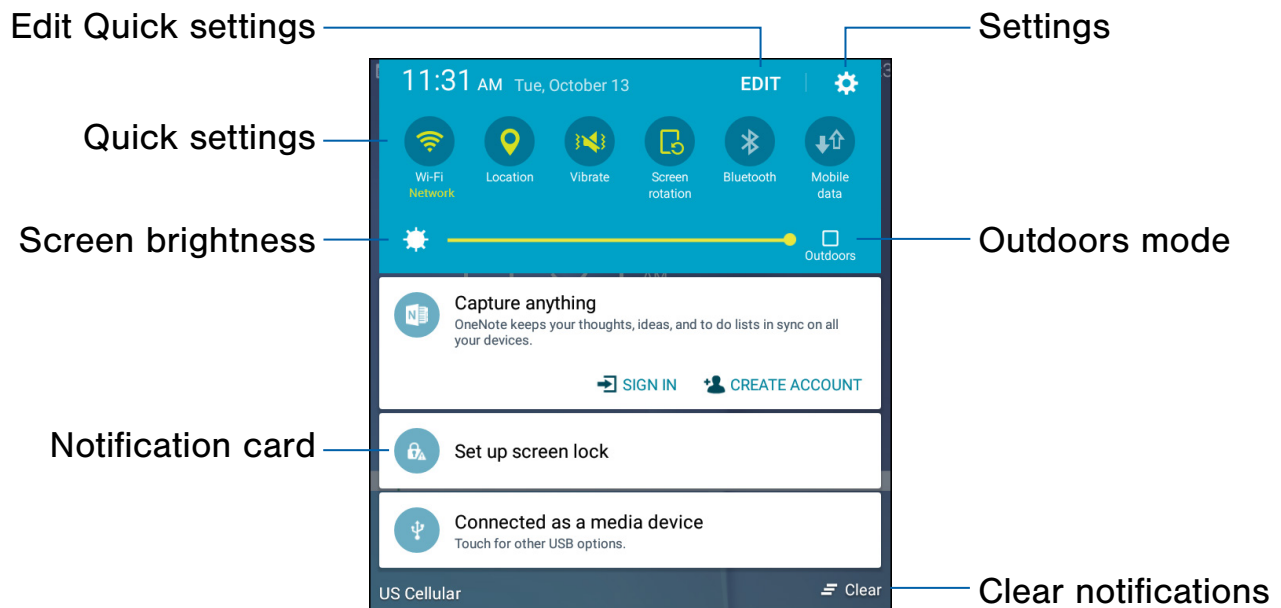 Edit Quick settings
Settings
11:31 AM Tue, October 13
EDIT
Quick settings
Wi-Fi
Network
Location
Vibrate
Screen
rotation
Bluetooth
Mobile
data
Screen brightness
Outdoors
Outdoors mode
Capture anything
OneNote keeps your thoughts, ideas, and to do lists in sync on all
your devices.
SIGN IN
CREATE ACCOUNT
Notification card
Set up screen lock
Connected as a media device
Touch for other USB options.
US Cellular
Clear
Clear notifications